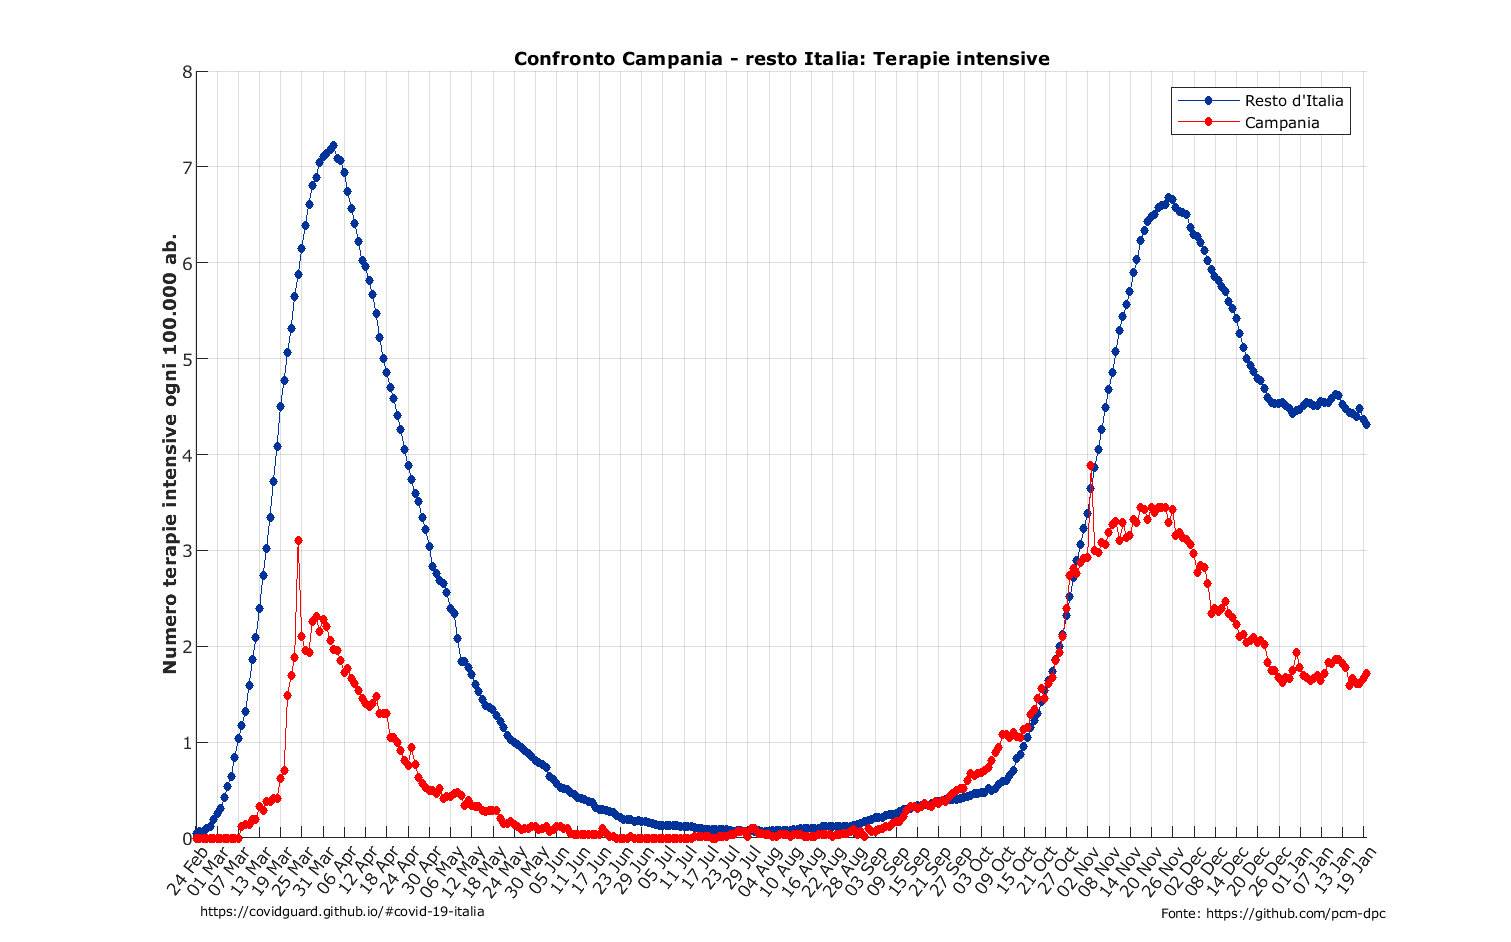 Confronto Campania - resto Italia: Terapie intensive
Resto d'Italia
Campania
Numero terapie intensive ogni 100.000 ab.
8
7
6
5
4
3
2
1
0
24 Feb
01 Mar
07 Mar
13 Mar
19 Mar
25 Mar
31 Mar
06 Apr
12 Apr
18 Apr
24 Apr
30 Apr
06 May
12 May
18 May
24 May
30 May
05 Jun
11 Jun
17 Jun
23 Jun
29 Jun
05 Jul
11 Jul
17 Jul
23 Jul
29 Jul
04 Aug
10 Aug
16 Aug
22 Aug
28 Aug
03 Sep
09 Sep
15 Sep
21 Sep
27 Sep
03 Oct
09 Oct
15 Oct
21 Oct
27 Oct
02 Nov
08 Nov
14 Nov
20 Nov
26 Nov
02 Dec
08 Dec
14 Dec
20 Dec
26 Dec
01 Jan
07 Jan
13 Jan
19 Jan
https://covidguard.github.io/#covid-19-italia
Fonte: https://github.com/pcm-dpc